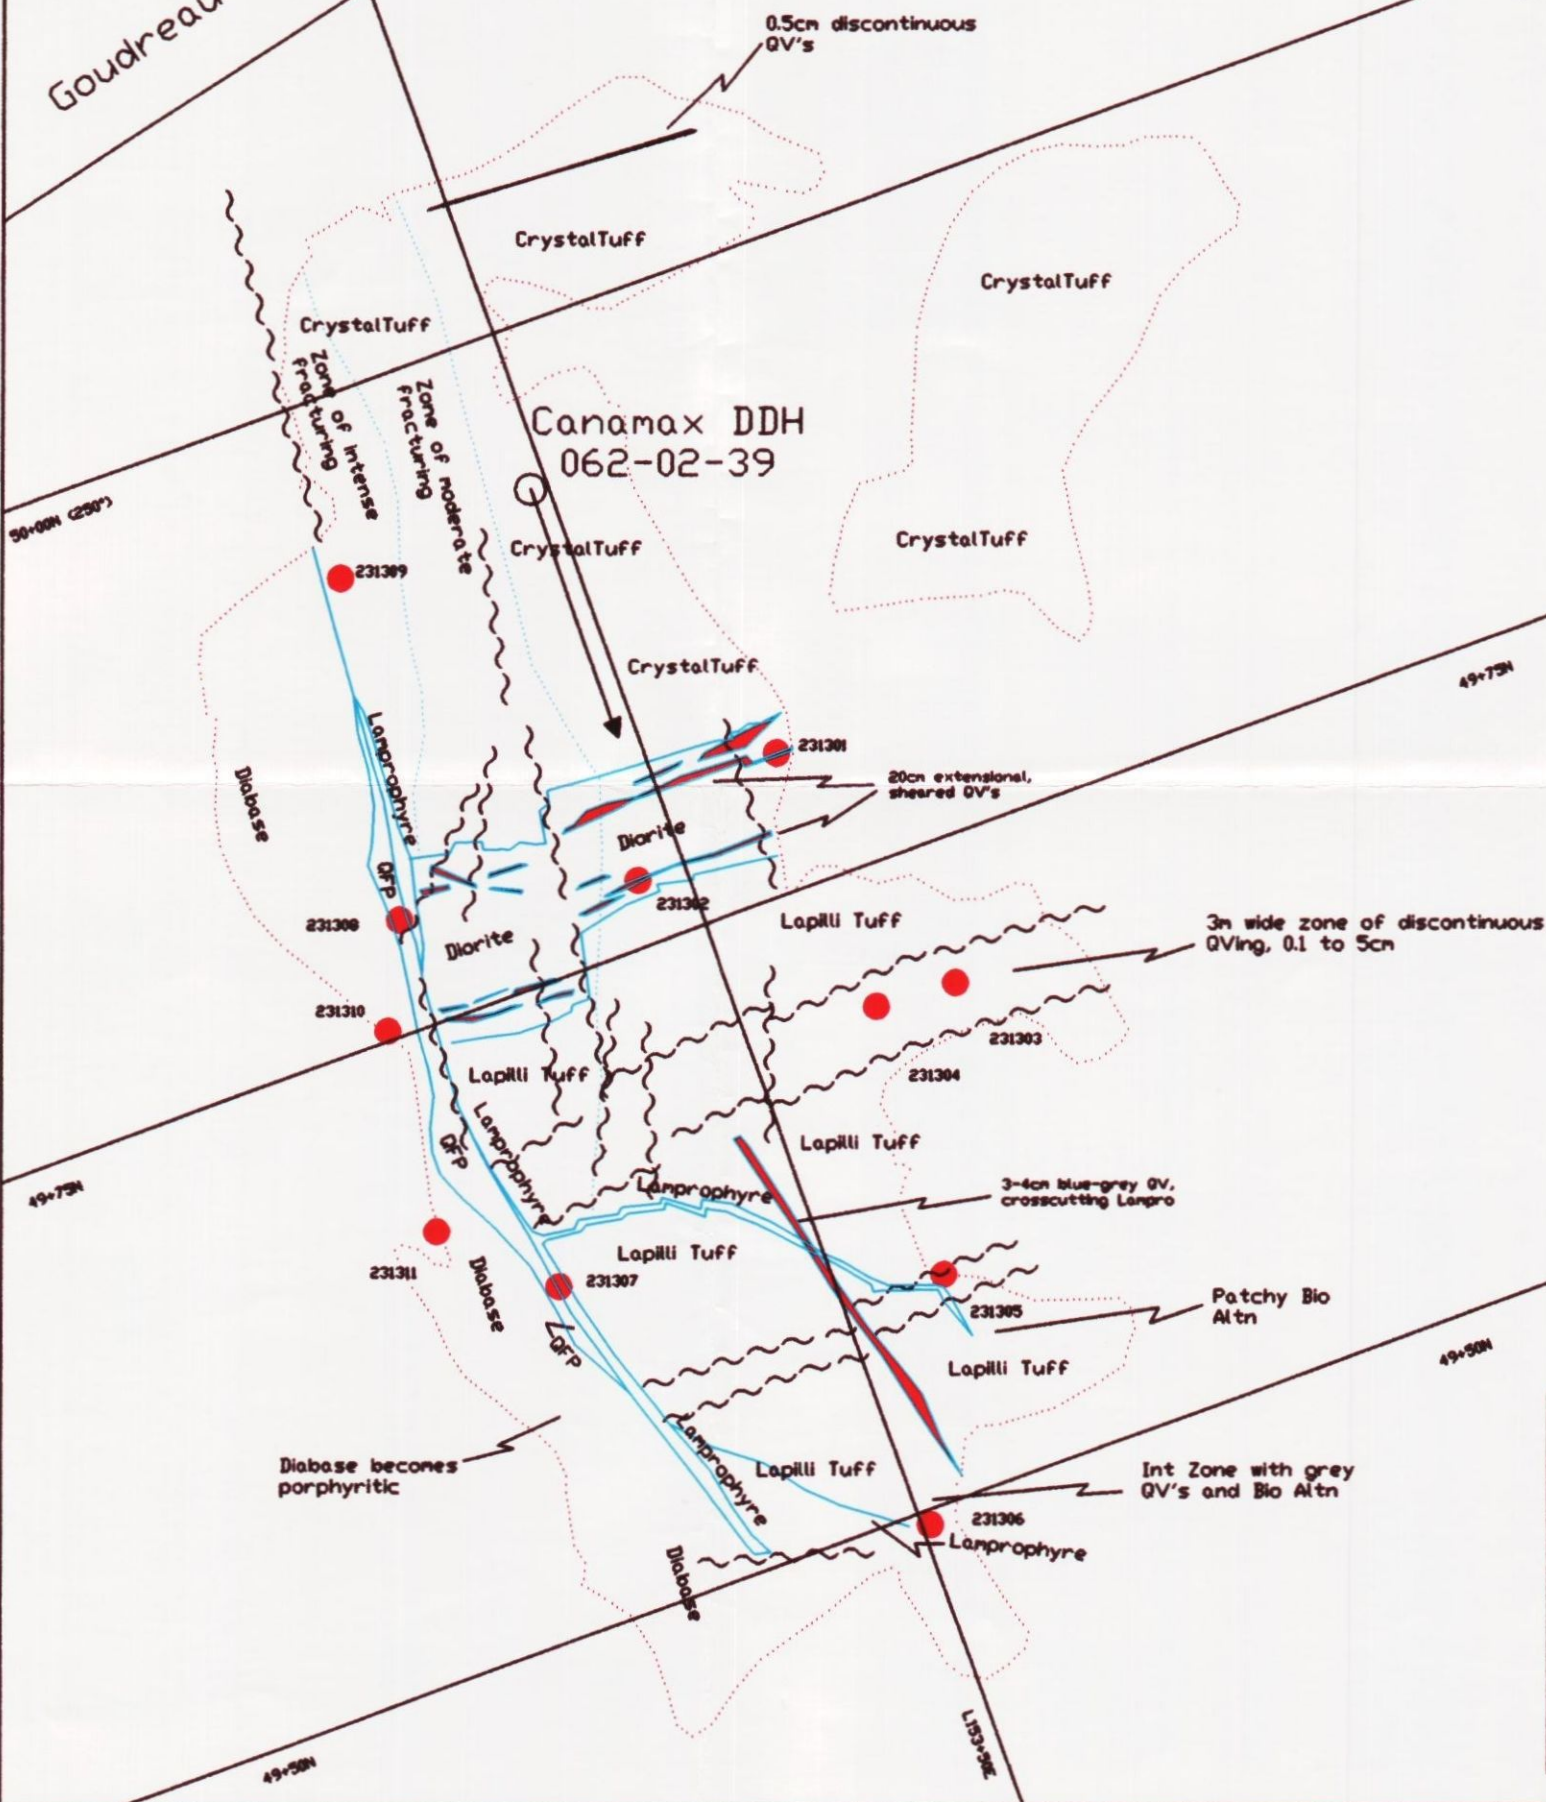 Goudreau
0.5cm discontinuous
QV's
CrystalTuff
CrystalTuff
CrystalTuff
Zone of intense
fracturing
Zone of moderate
fracturing
Canamax DDH
062-02-39
50+00N (250°)
CrystalTuff
CrystalTuff
231309
CrystalTuff
49+75N
Lamprophyre
231301
Diabase
20cm extensional,
sheared QV's
Diorite
QFP
231302
231308
Lapilli Tuff
3m wide zone of discontinuous
QVing, 0.1 to 5cm
Diorite
231310
231303
Lapilli Tuff
231304
Lamprophyre
QFP
Lapilli Tuff
49+75N
Lamprophyre
3-4cm blue-grey QV,
crosscutting Lampro
Lapilli Tuff
231311
Diabase
231307
231305
Patchy Bio
Altn
QFP
Lapilli Tuff
49+50N
Lamprophyre
Diabase becomes
porphyritic
Lapilli Tuff
Int Zone with grey
QV's and Bio Altn
231306
Lamprophyre
Diabase
L153+50E
49+50N